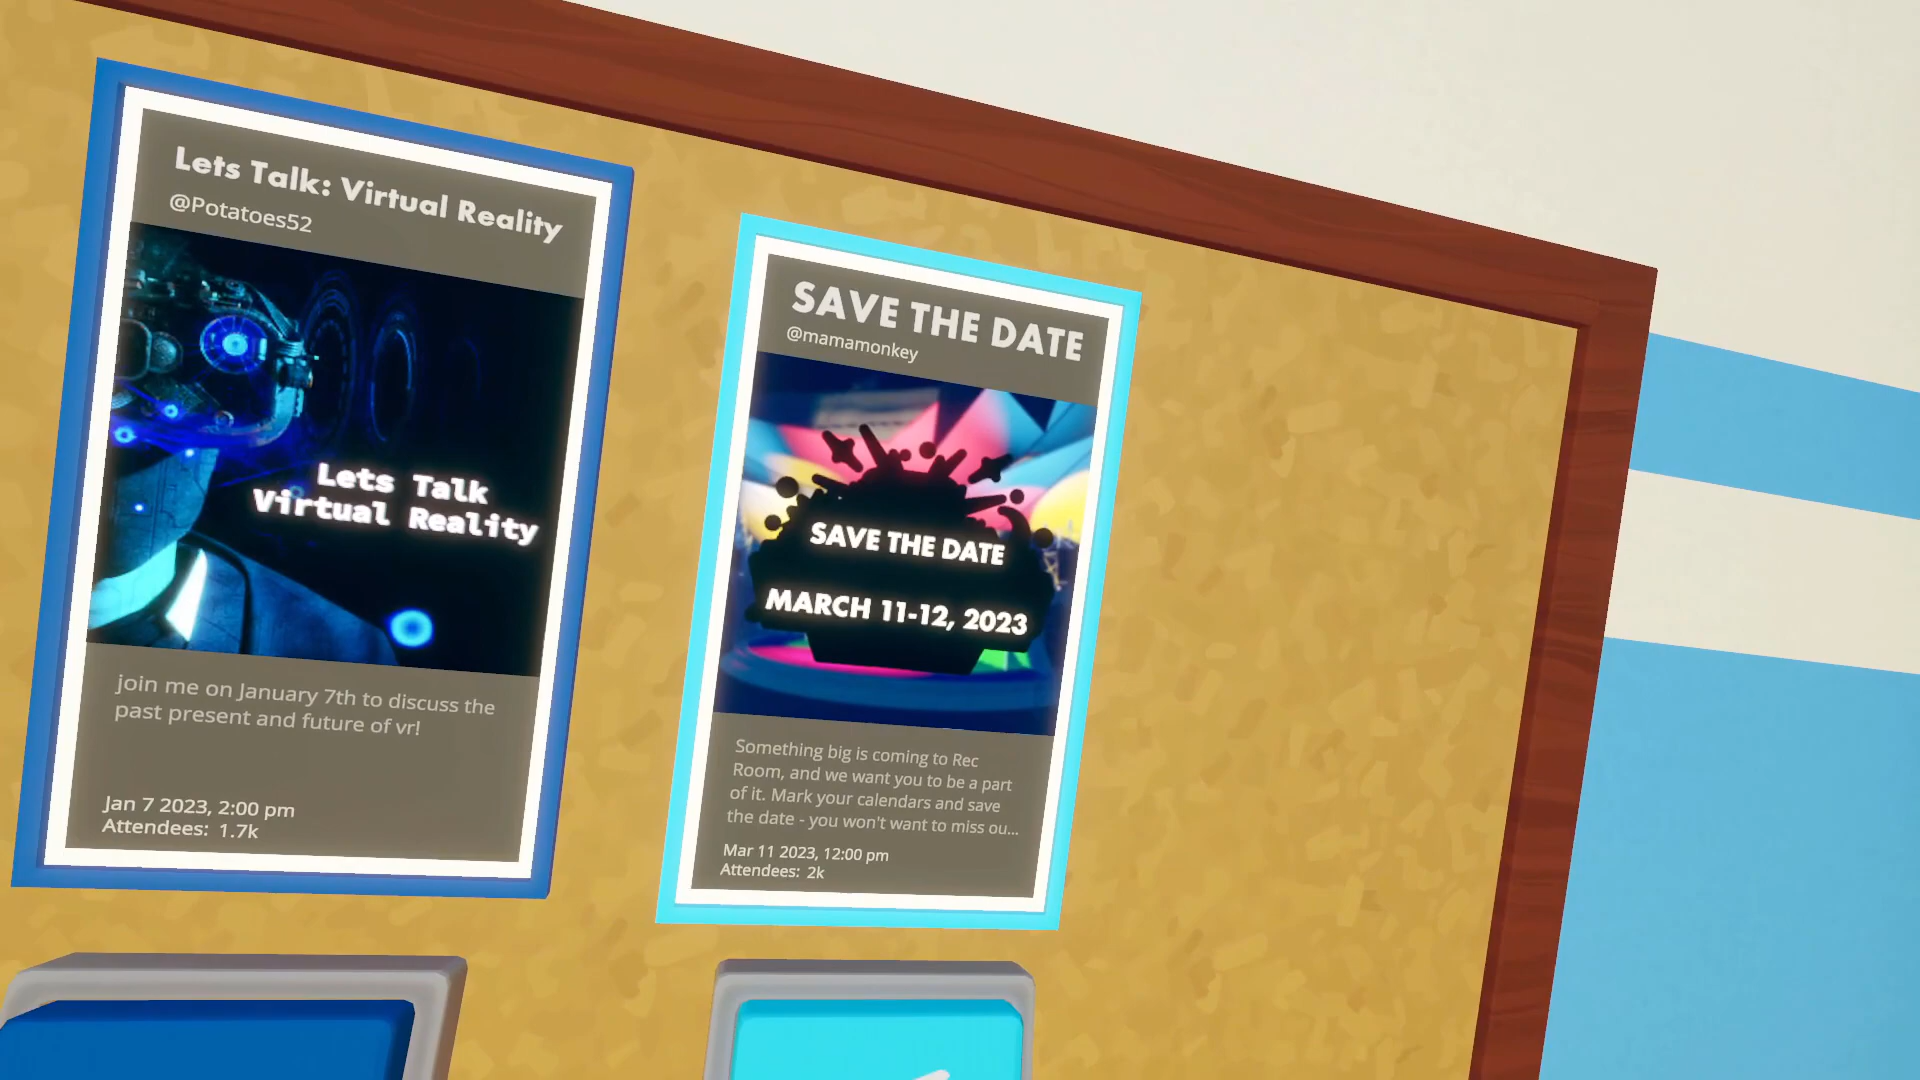 Lets Talk: Virtual Reality
@Potatoes52
Lets Talk
Virtual Reality
join me on January 7th to discuss the
past present and future of vr!
Jan 7 2023, 2:00 pm
Attendees: 1.7k
SAVE THE DATE
@mamamonkey
SAVE THE DATE
MARCH 11-12, 2023
Something big is coming to Rec
Room, and we want you to be a part
of it. Mark your calendars and save
the date - you won't want to miss ou...
Mar 11 2023, 12:00 pm
Attendees: 2k